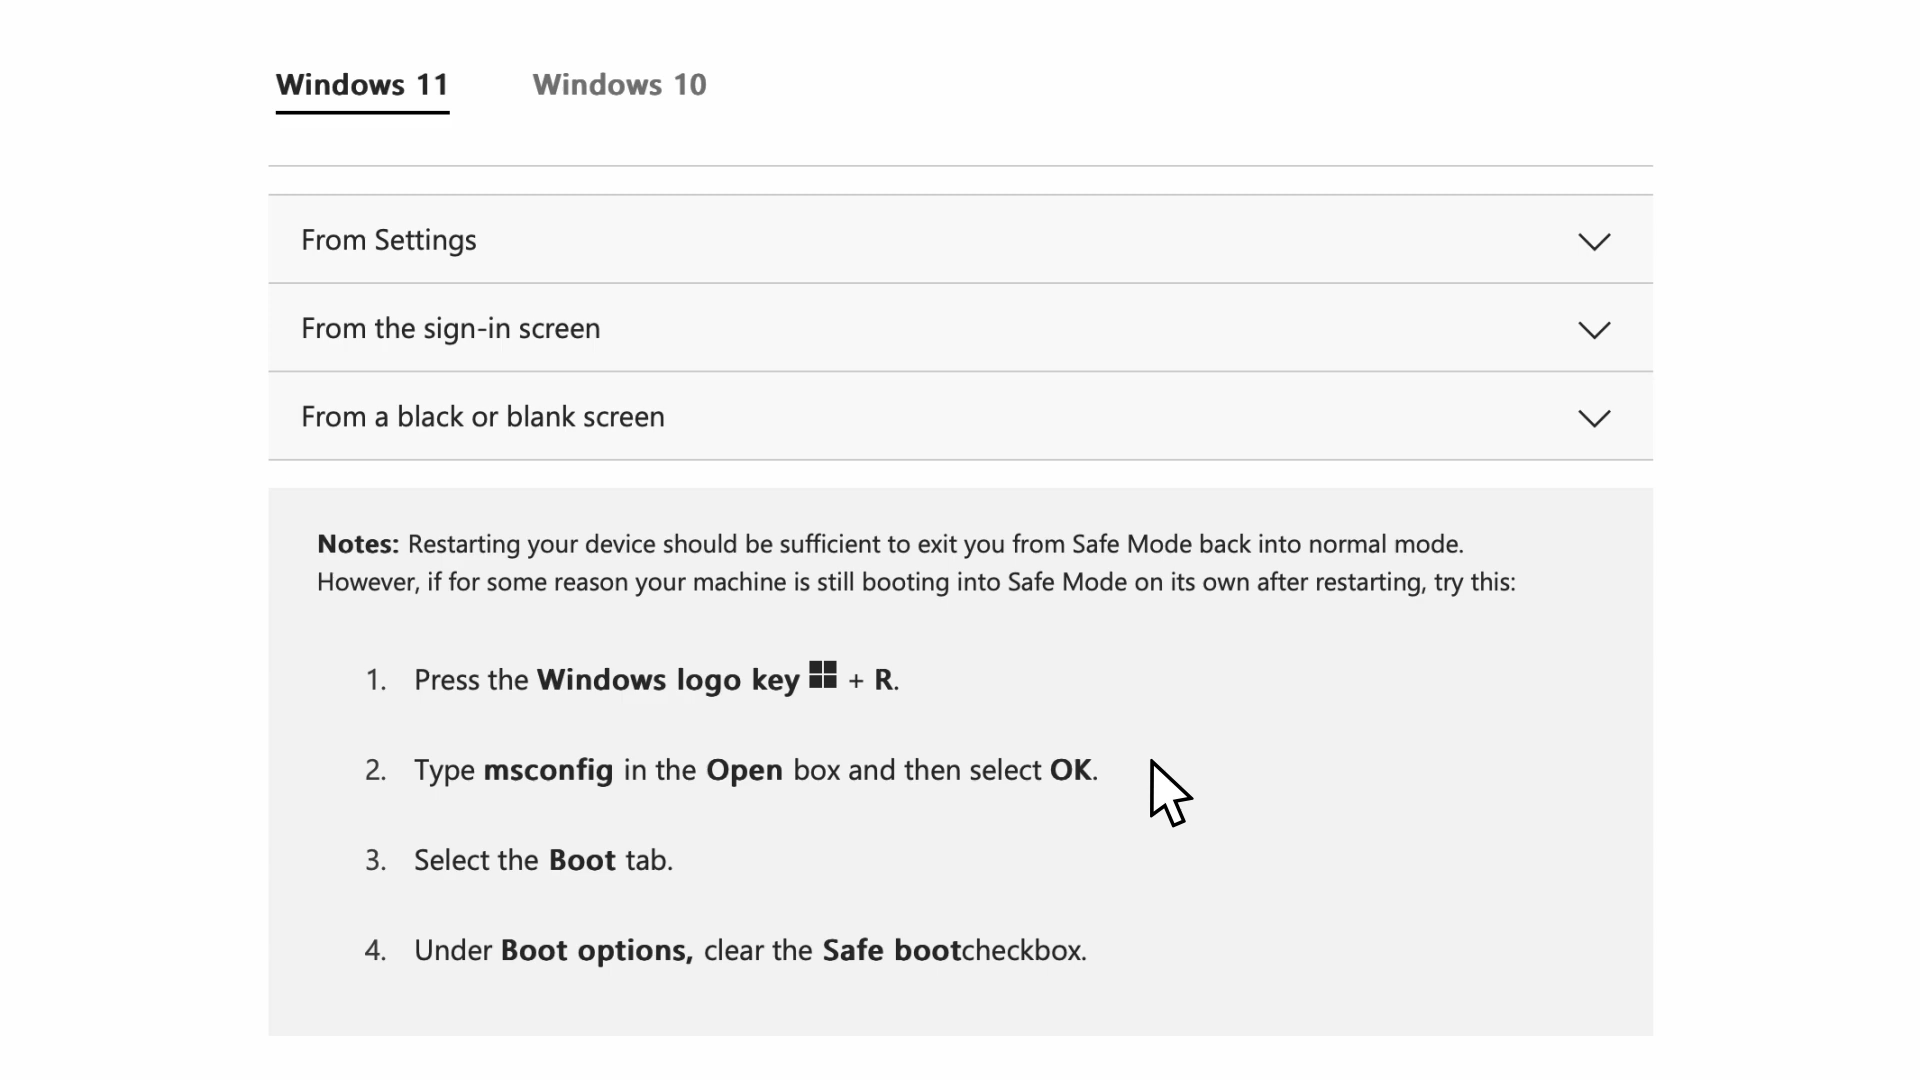 Windows 11 Windows 10
From Settings
From the sign-in screen
From a black or blank screen
Notes: Restarting your device should be sufficient to exit you from Safe Mode back into normal mode.
However, if for some reason your machine is still booting into Safe Mode on its own after restarting, try this:
1. Press the Windows logo key + R.
2. Type msconfig in the Open box and then select OK.
3. Select the Boot tab.
4. Under Boot options, clear the Safe bootcheckbox.